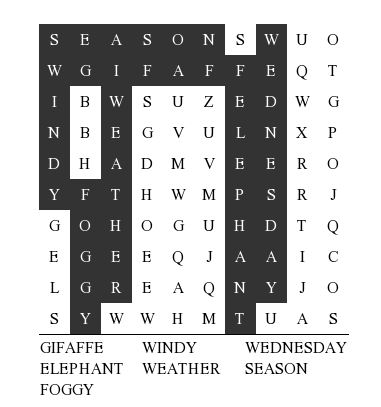 S E A S O N S W U O
W G I F A F F E Q T
I B W S U Z E D W G
N B E G V U L N X P
D H A D M V E E R O
Y F T H W M P S R J
G O H O G U H D T Q
E G E E Q J A A I C
L G R E A Q N Y J O
S Y W W H M T U A S
GIFAFFE WINDY WEDNESDAY
ELEPHANT WEATHER SEASON
FOGGY